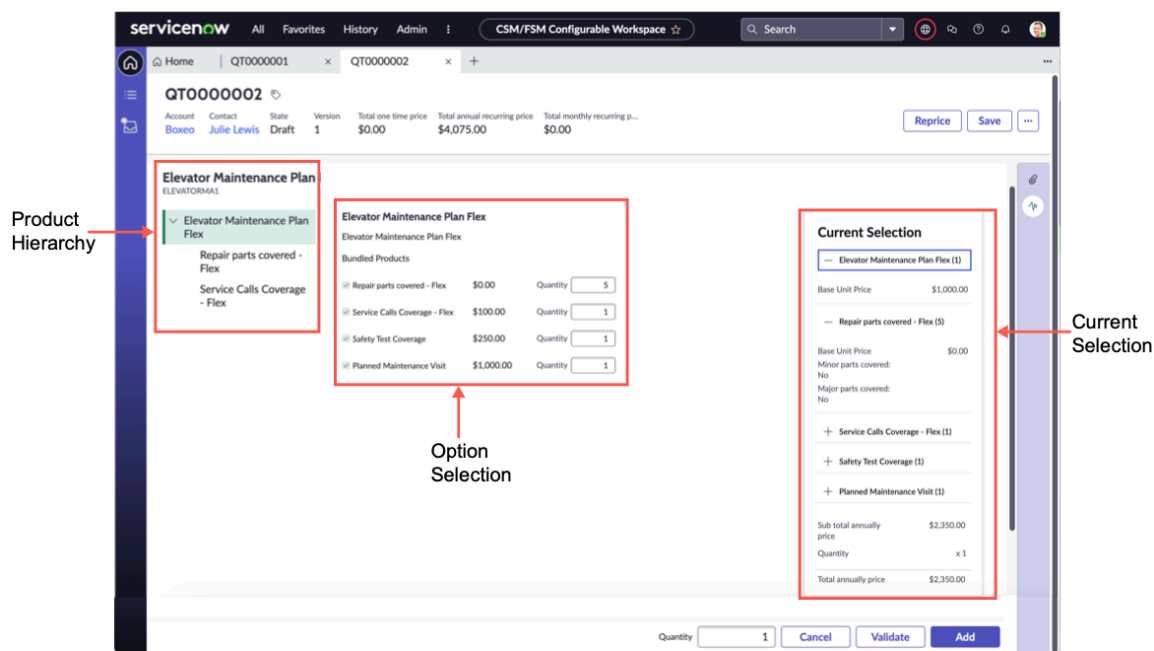 servicenow All Favorites History Admin CSM/FSM Configurable Workspace Search
Home QT0000001 × QT0000002 × +
QT0000002
Account Contact State Version Total one time price Total annual recurring price Total monthly recurring p...
Boxeo Julie Lewis Draft 1 $0.00 $4,075.00 $0.00
Reprice Save ...
Product
Hierarchy
Elevator Maintenance Plan
ELEVATORMA1
Elevator Maintenance Plan
Flex
Repair parts covered -
Flex
Service Calls Coverage
- Flex
Elevator Maintenance Plan Flex
Elevator Maintenance Plan Flex
Bundled Products
Repair parts covered - Flex $0.00 Quantity 5
Service Calls Coverage - Flex $100.00 Quantity 1
Safety Test Coverage $250.00 Quantity 1
Planned Maintenance Visit $1,000.00 Quantity 1
Option
Selection
Current Selection
Elevator Maintenance Plan Flex (1)
Base Unit Price $1,000.00
Repair parts covered - Flex (5)
Base Unit Price $0.00
Minor parts covered:
No
Major parts covered:
No
Service Calls Coverage - Flex (1)
Safety Test Coverage (1)
Planned Maintenance Visit (1)
Sub total annually $2,350.00
price
Quantity x 1
Total annually price $2,350.00
Current
Selection
Quantity 1 Cancel Validate Add